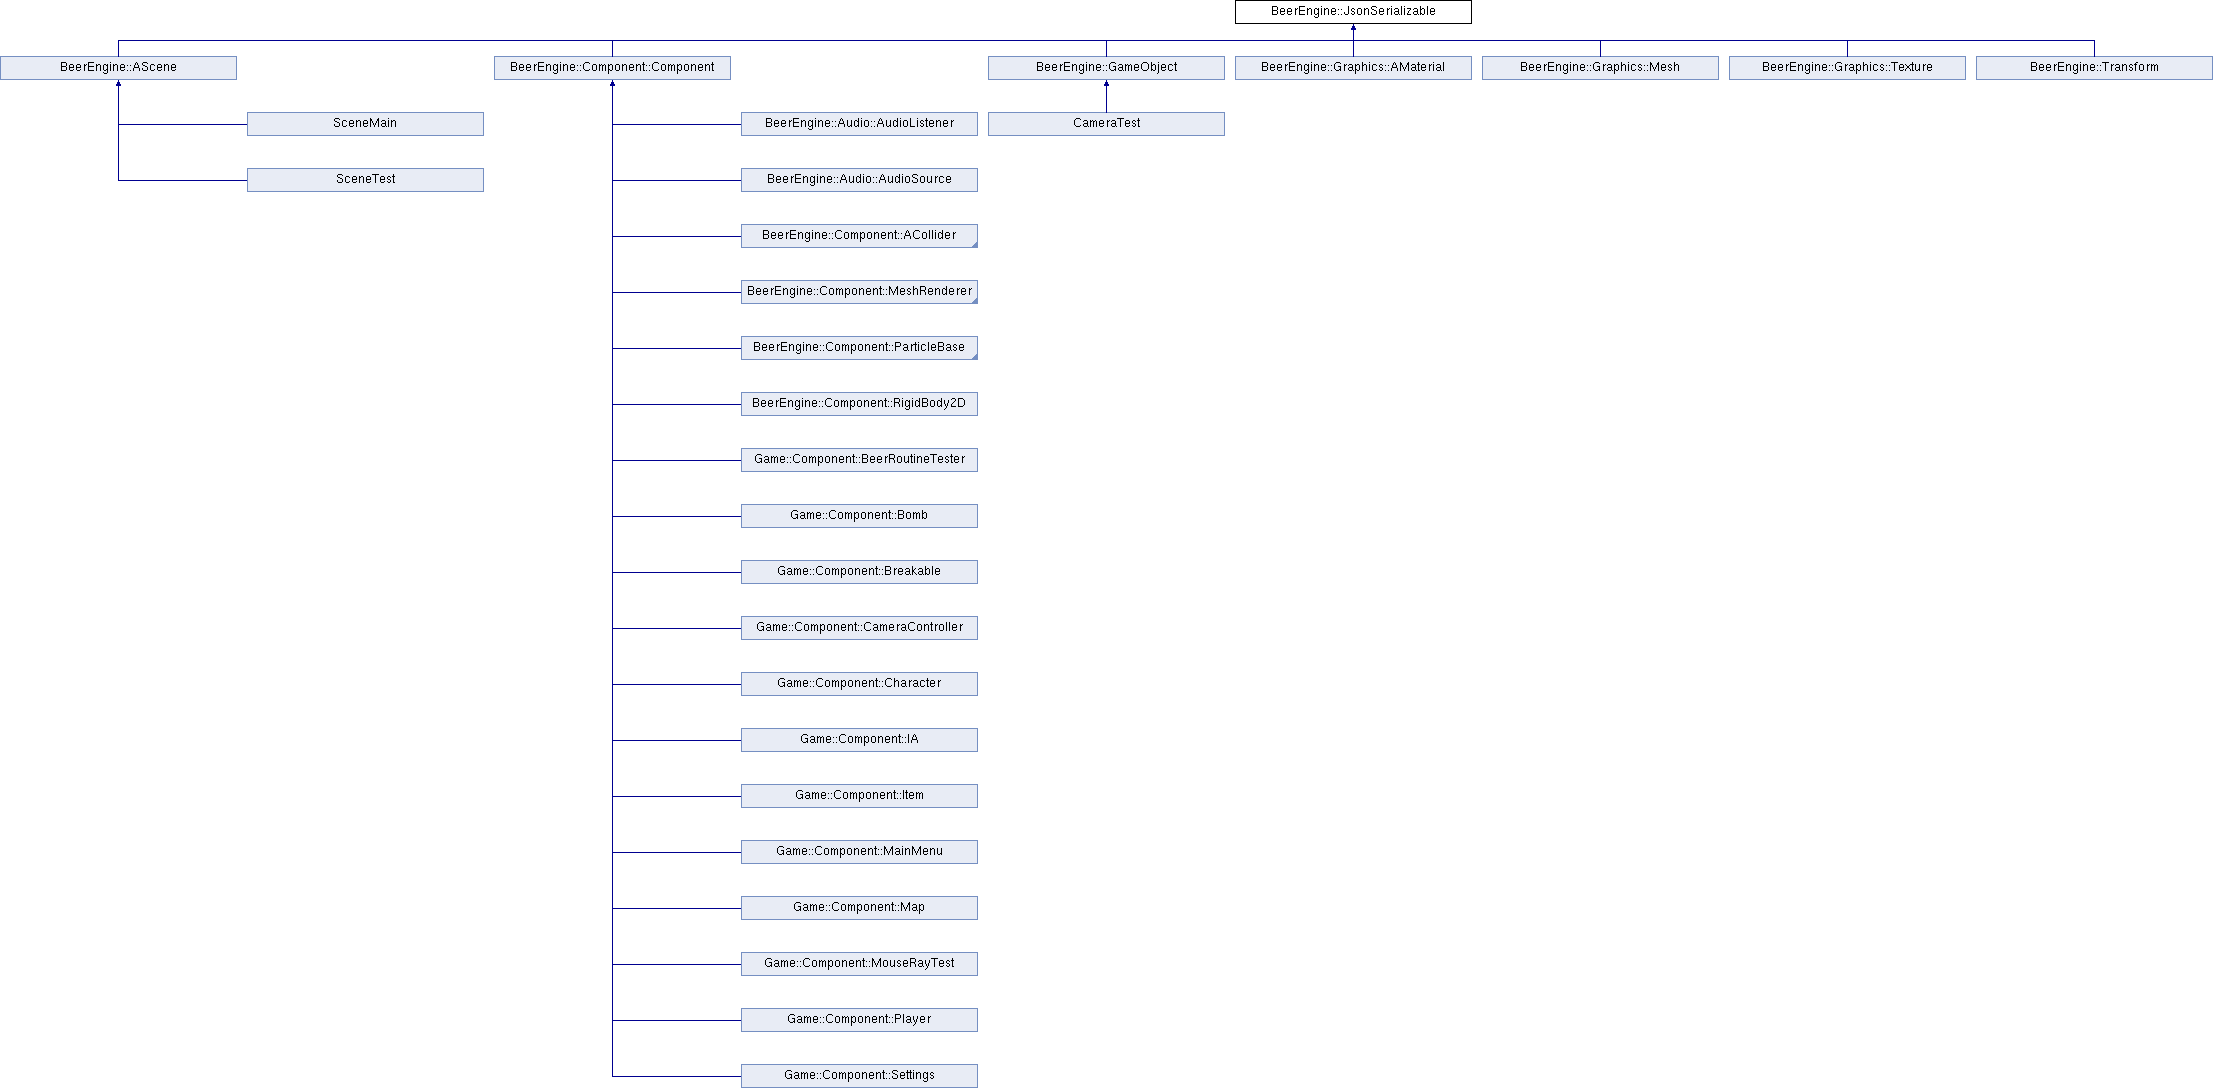 BeerEngine::JsonSerializable
BeerEngine::AScene
BeerEngine::Component::Component
BeerEngine::GameObject
BeerEngine::Graphics::AMaterial
BeerEngine::Graphics::Mesh
BeerEngine::Graphics::Texture
BeerEngine::Transform
SceneMain
BeerEngine::Audio::AudioListener
CameraTest
SceneTest
BeerEngine::Audio::AudioSource
BeerEngine::Component::ACollider
BeerEngine::Component::MeshRenderer
BeerEngine::Component::ParticleBase
BeerEngine::Component::RigidBody2D
Game::Component::BeerRoutineTester
Game::Component::Bomb
Game::Component::Breakable
Game::Component::CameraController
Game::Component::Character
Game::Component::IA
Game::Component::Item
Game::Component::MainMenu
Game::Component::Map
Game::Component::MouseRayTest
Game::Component::Player
Game::Component::Settings